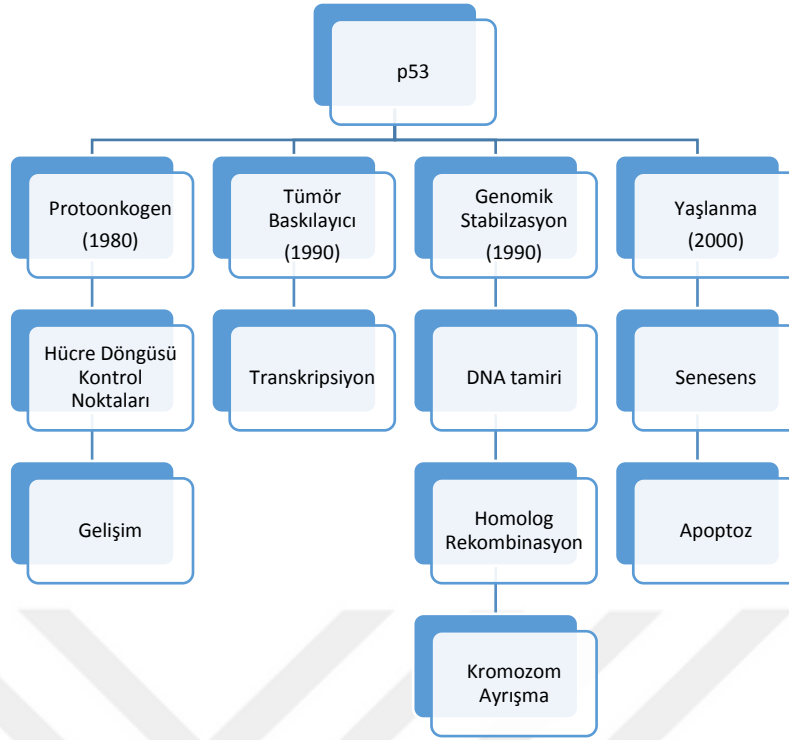 p53
Protoonkogen
(1980)
Tümör
Baskılayıcı
(1990)
Genomik
Stabilzasyon
(1990)
Yaşlanma
(2000)
Hücre Döngüsü
Kontrol
Noktaları
Transkripsiyon
DNA tamiri
Senesens
Gelişim
Homolog
Rekombinasyon
Apoptoz
Kromozom
Ayrışma